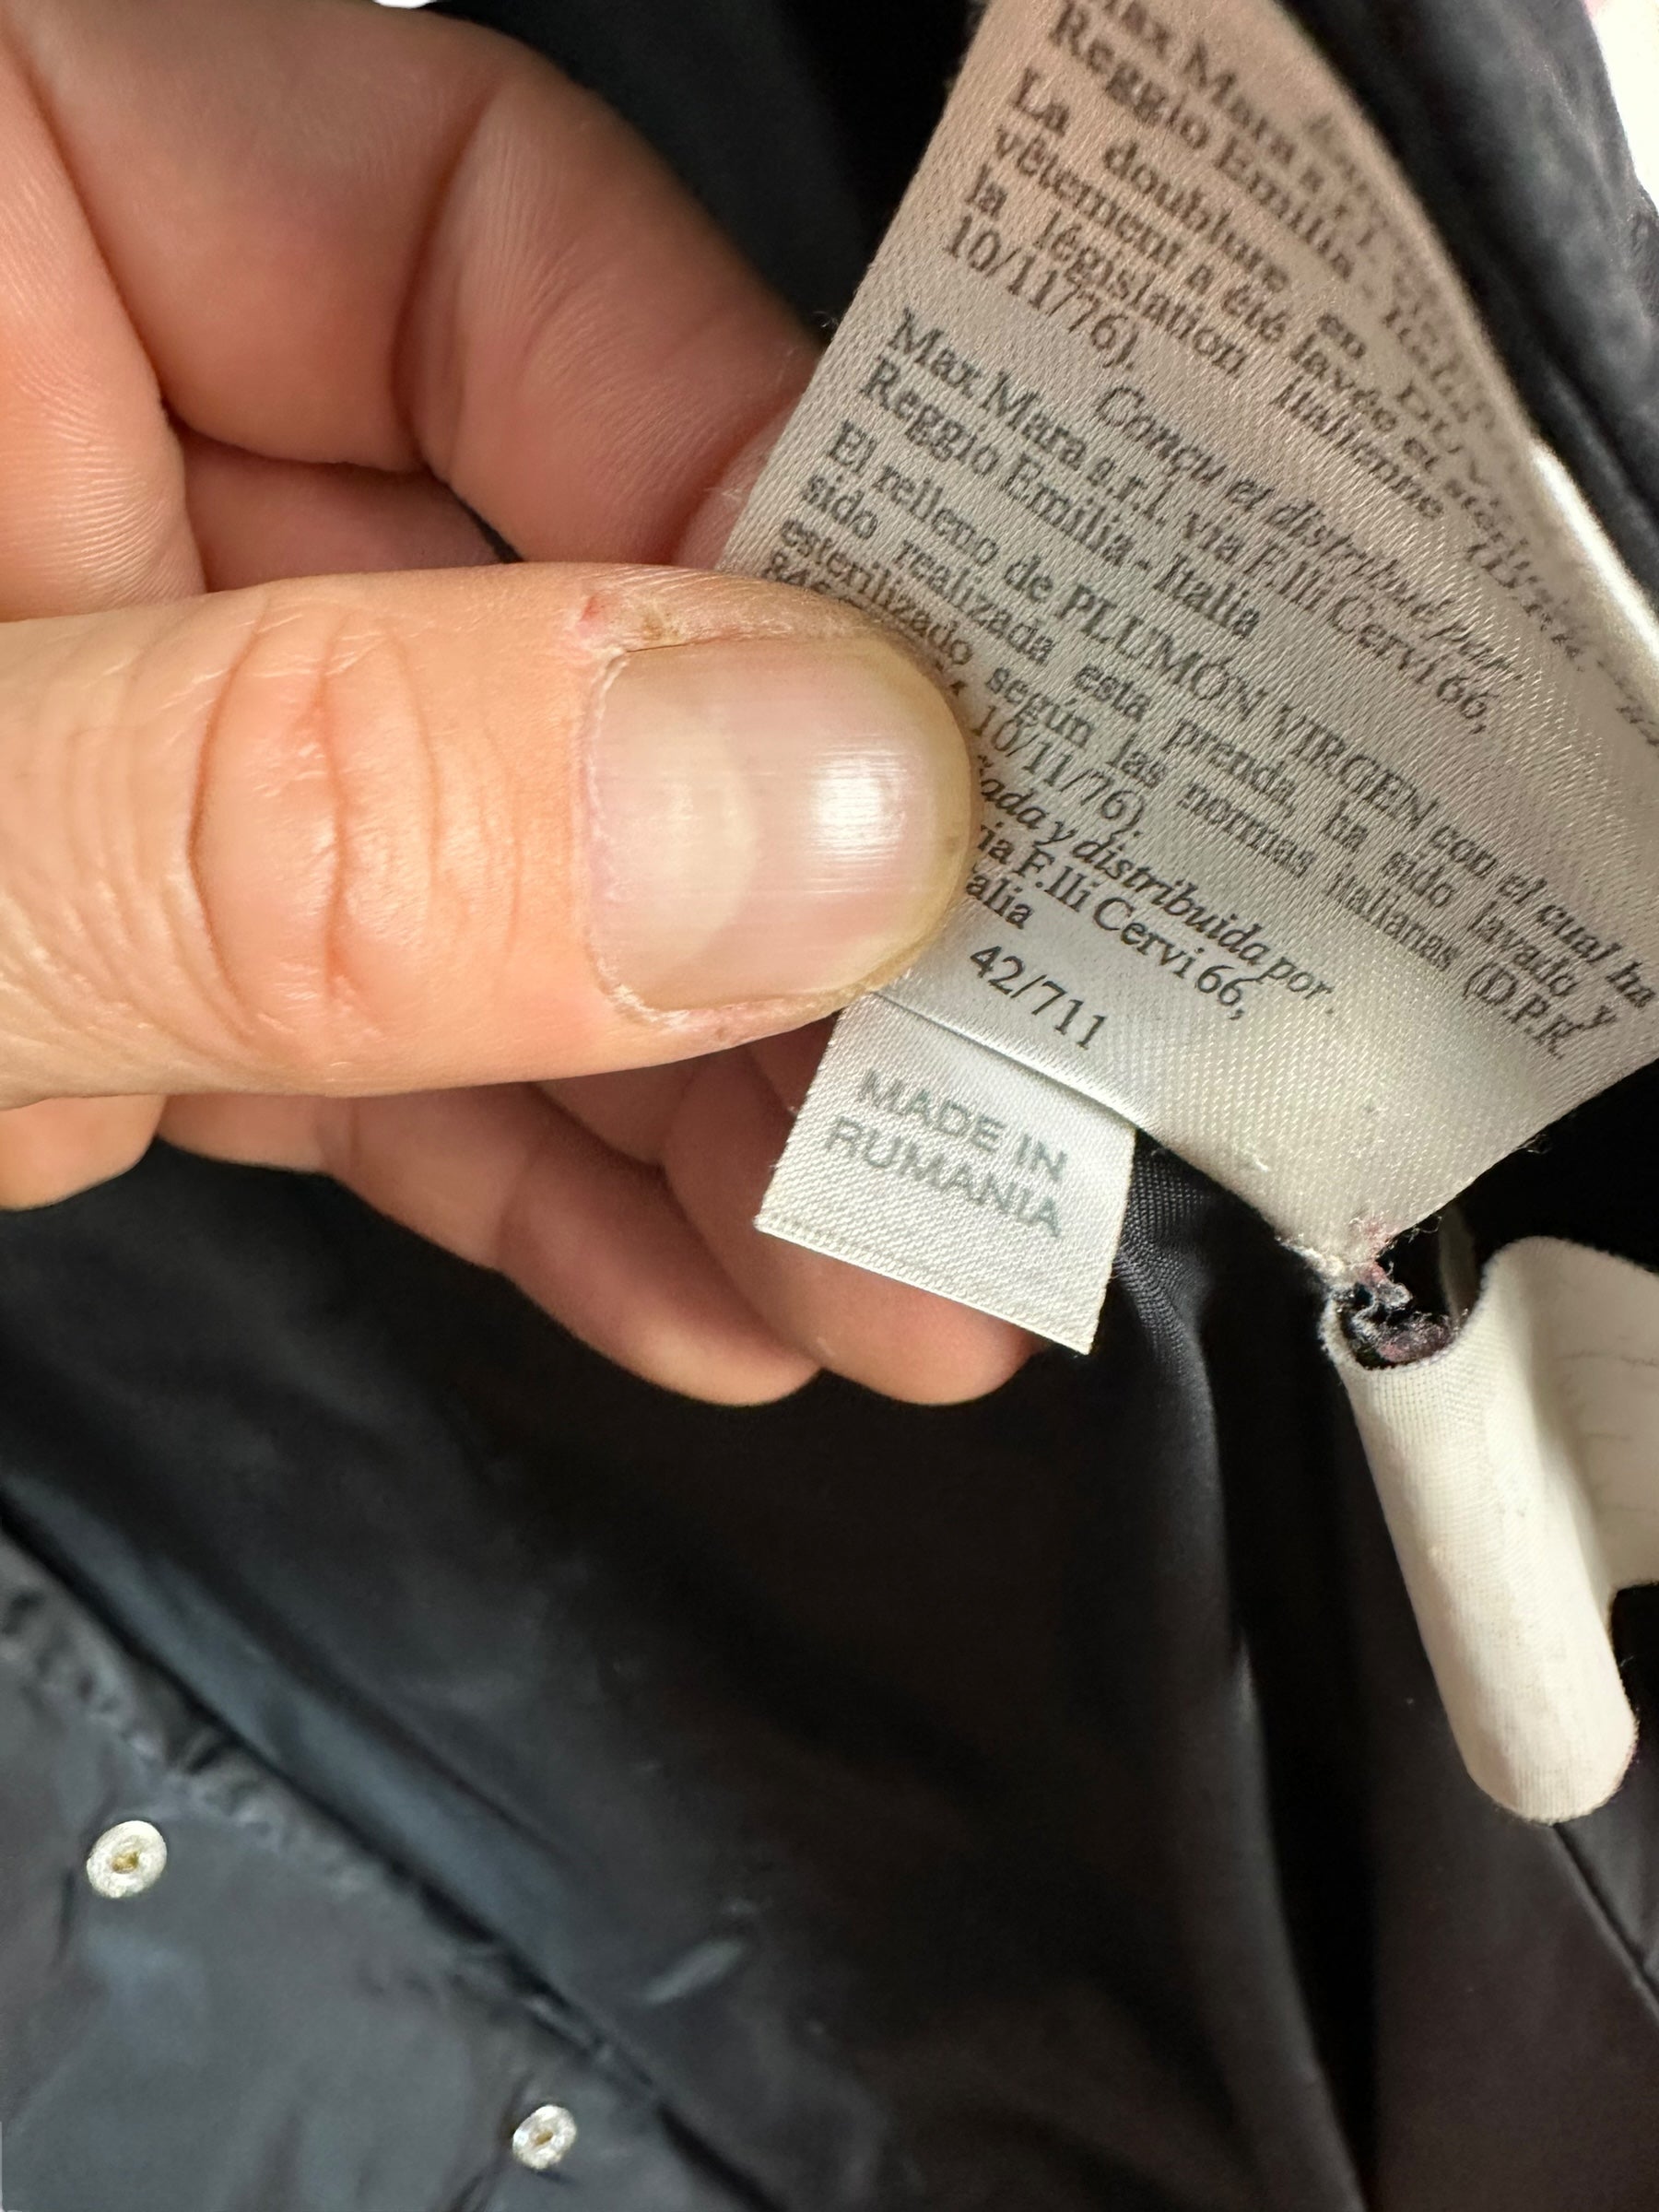 Max Mara s.r.l.
Reggio Emilia - Italia
La doublure en DUVET
vêtement a été lavée et
la législation Italienne
10/11/76).
Conçu et distribué par
Max Mara s.r.l. via F.lli Cervi 66,
Reggio Emilia - Italia
El relleno de PLUMÓN VIRGEN con el cual ha
sido realizada esta prenda, ha sido lavado y
esterilizado, según las normas italianas (D.P.R.
10/11/76).
y distribuida por
F.lli Cervi 66,
42/711
MADE IN
RUMANIA